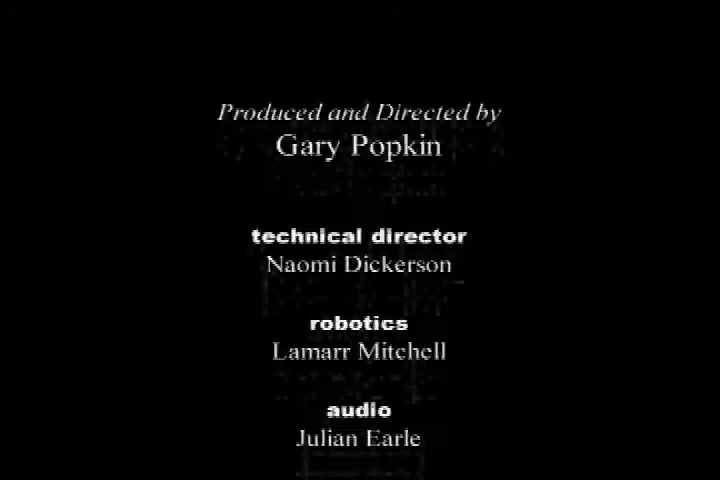 Produced and Directed by
Gary Popkin
technical director
Naomi Dickerson
robotics
Lamarr Mitchell
audio
Julian Earle